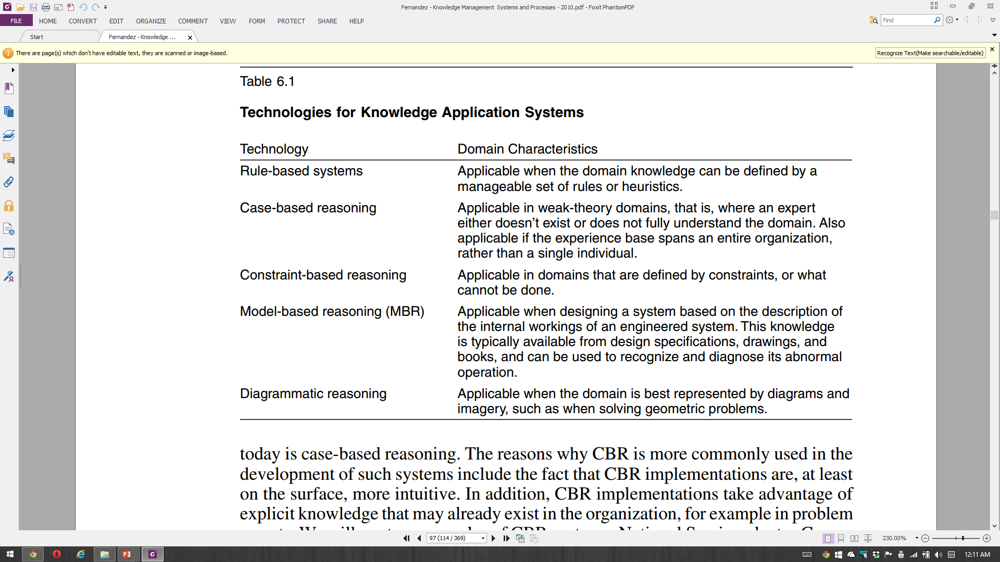 Fernandez - Knowledge Management Systems and Processes - 2010.pdf - Foxit PhantomPDF
FILE HOME CONVERT EDIT ORGANIZE COMMENT VIEW FORM PROTECT SHARE HELP
Find
Start
Fernandez - Knowledge ...
There are page(s) which don't have editable text, they are scanned or image-based.
Recognize Text(Make searchable/editable)
Table 6.1
Technologies for Knowledge Application Systems
Technology Domain Characteristics
Rule-based systems Applicable when the domain knowledge can be defined by a
manageable set of rules or heuristics.
Case-based reasoning Applicable in weak-theory domains, that is, where an expert
either doesn’t exist or does not fully understand the domain. Also
applicable if the experience base spans an entire organization,
rather than a single individual.
Constraint-based reasoning Applicable in domains that are defined by constraints, or what
cannot be done.
Model-based reasoning (MBR) Applicable when designing a system based on the description of
the internal workings of an engineered system. This knowledge
is typically available from design specifications, drawings, and
books, and can be used to recognize and diagnose its abnormal
operation.
Diagrammatic reasoning Applicable when the domain is best represented by diagrams and
imagery, such as when solving geometric problems.
today is case-based reasoning. The reasons why CBR is more commonly used in the
development of such systems include the fact that CBR implementations are, at least
on the surface, more intuitive. In addition, CBR implementations take advantage of
explicit knowledge that may already exist in the organization, for example in problem
97 (114 / 369)
230.00%
12:11 AM